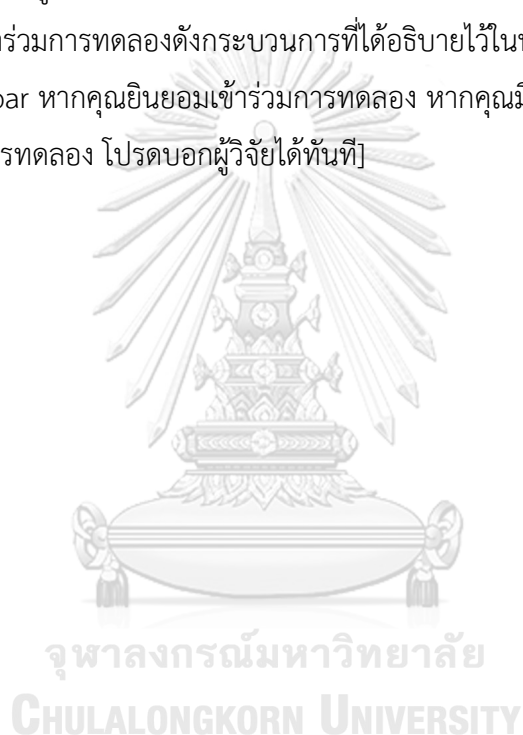 ร่วมการทดลองดังกระบวนการที่ได้อธิบายไว้ใน
bar หากคุณยินยอมเข้าร่วมการทดลอง หากคุณมี
รทดลอง โปรดบอกผู้วิจัยได้ทันที]
จุฬาลงกรณ์มหาวิทยาลัย
CHULALONGKORN UNIVERSITY